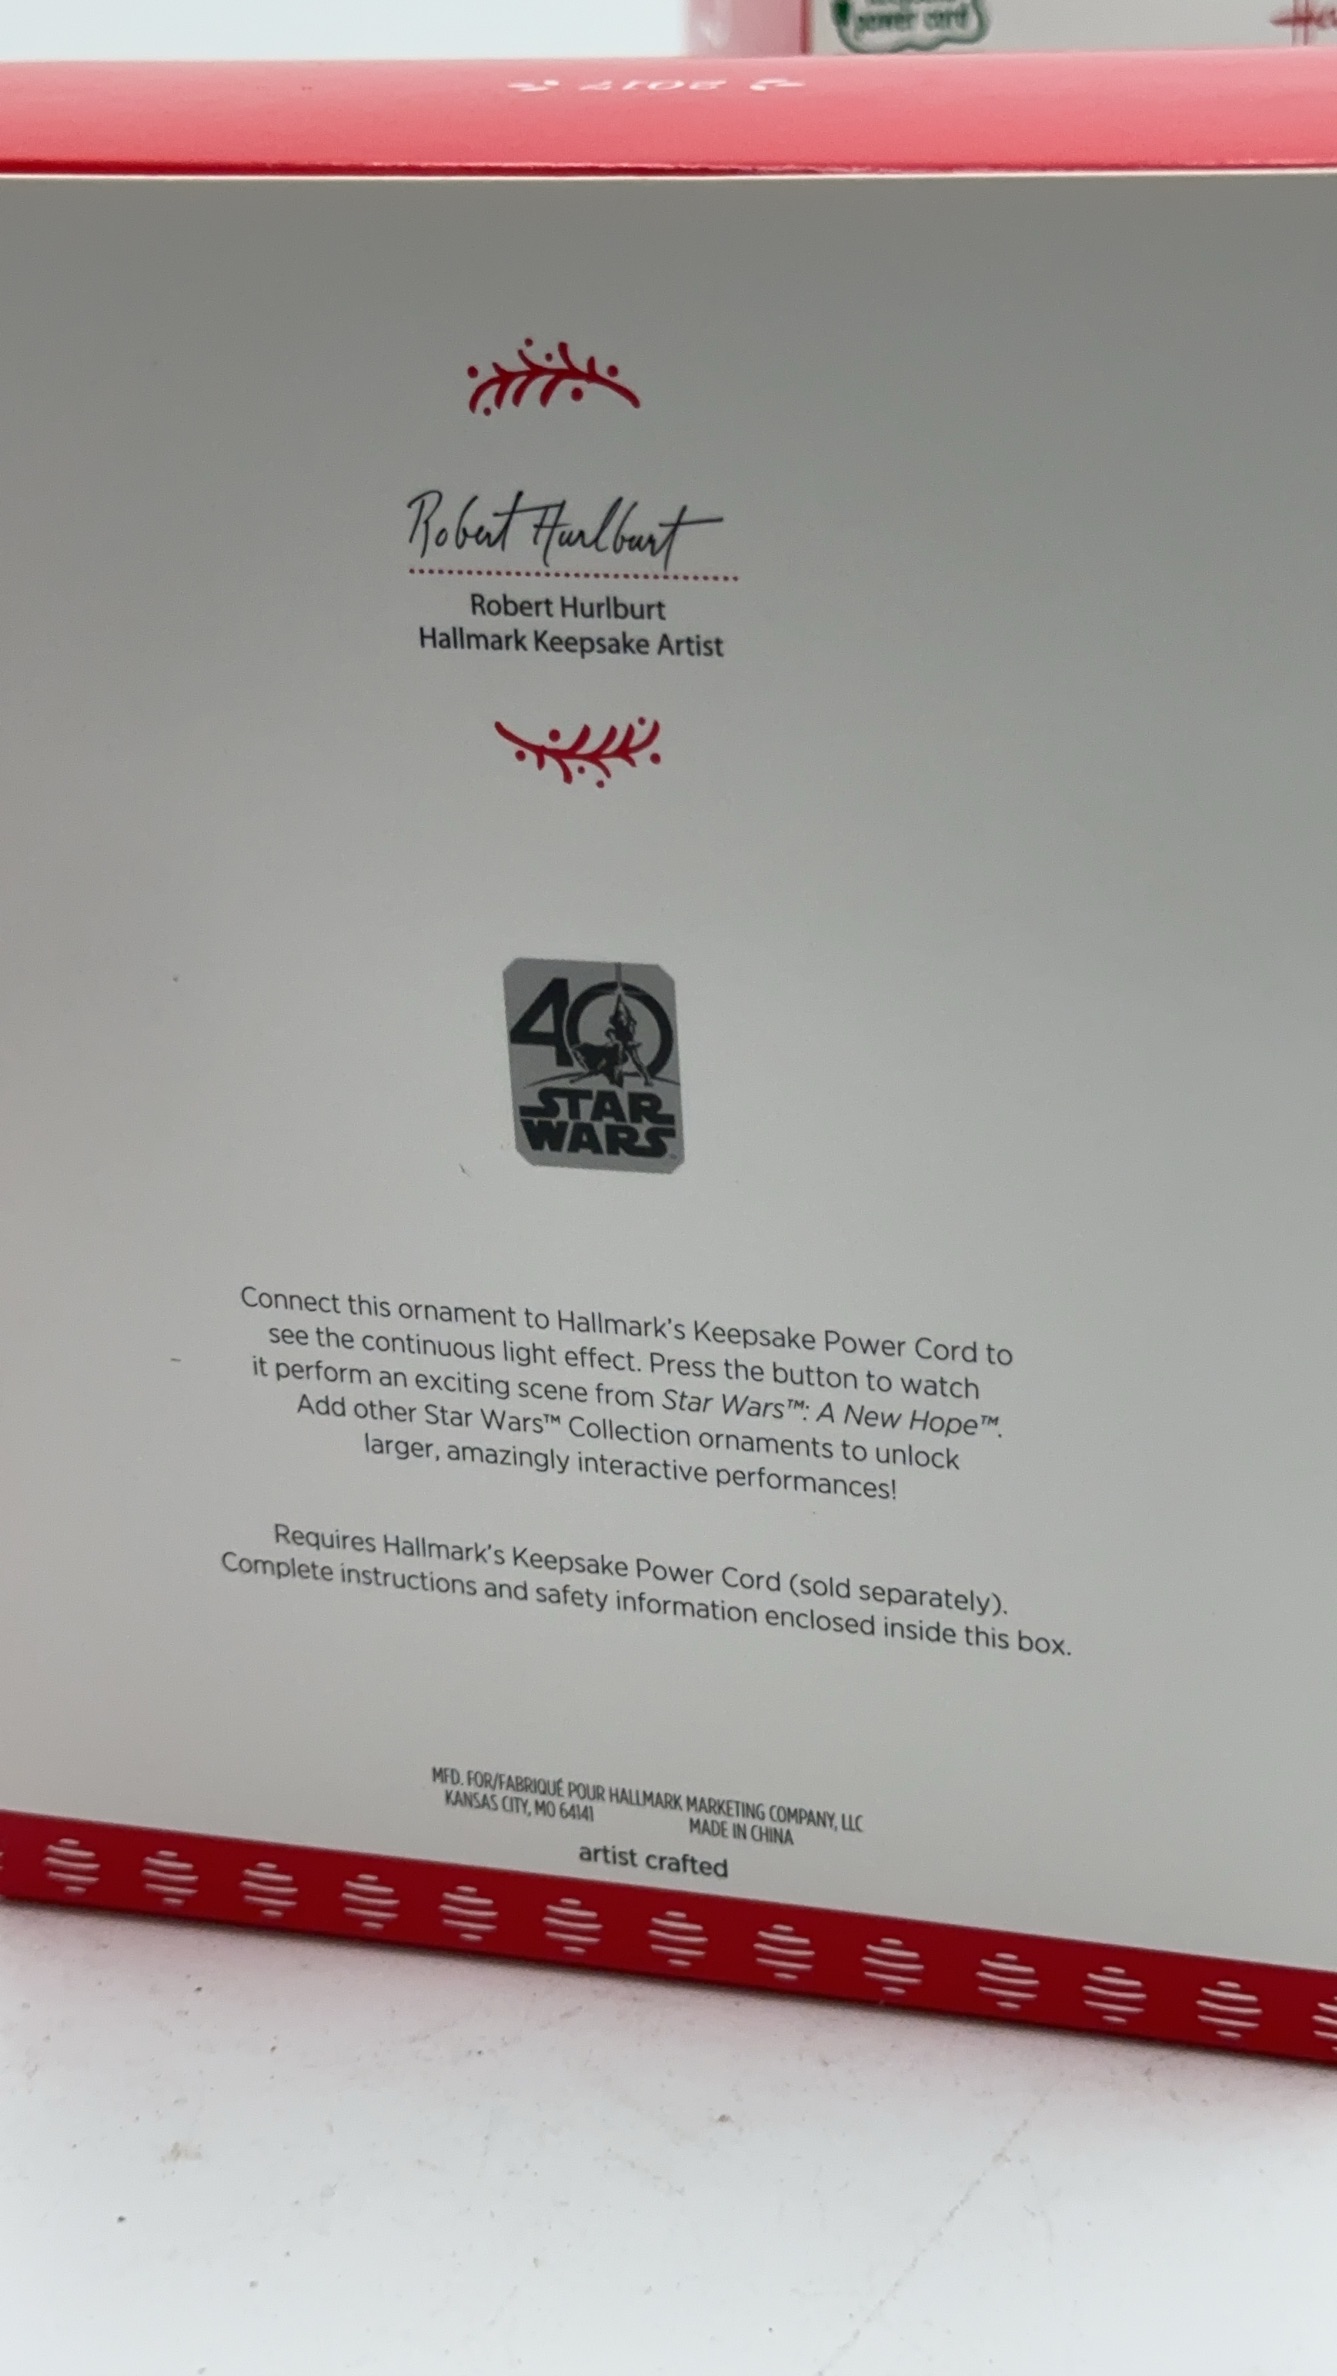 power cord
2017
Robert Hurlburt
Robert Hurlburt
Hallmark Keepsake Artist
40
STAR
WARS
Connect this ornament to Hallmark's Keepsake Power Cord to
see the continuous light effect. Press the button to watch
it perform an exciting scene from Star Wars™: A New Hope™.
Add other Star Wars™ Collection ornaments to unlock
larger, amazingly interactive performances!
Requires Hallmark's Keepsake Power Cord (sold separately).
Complete instructions and safety information enclosed inside this box.
MFD. FOR/FABRIQUÉ POUR HALLMARK MARKETING COMPANY, LLC
KANSAS CITY, MO 64141 MADE IN CHINA
artist crafted